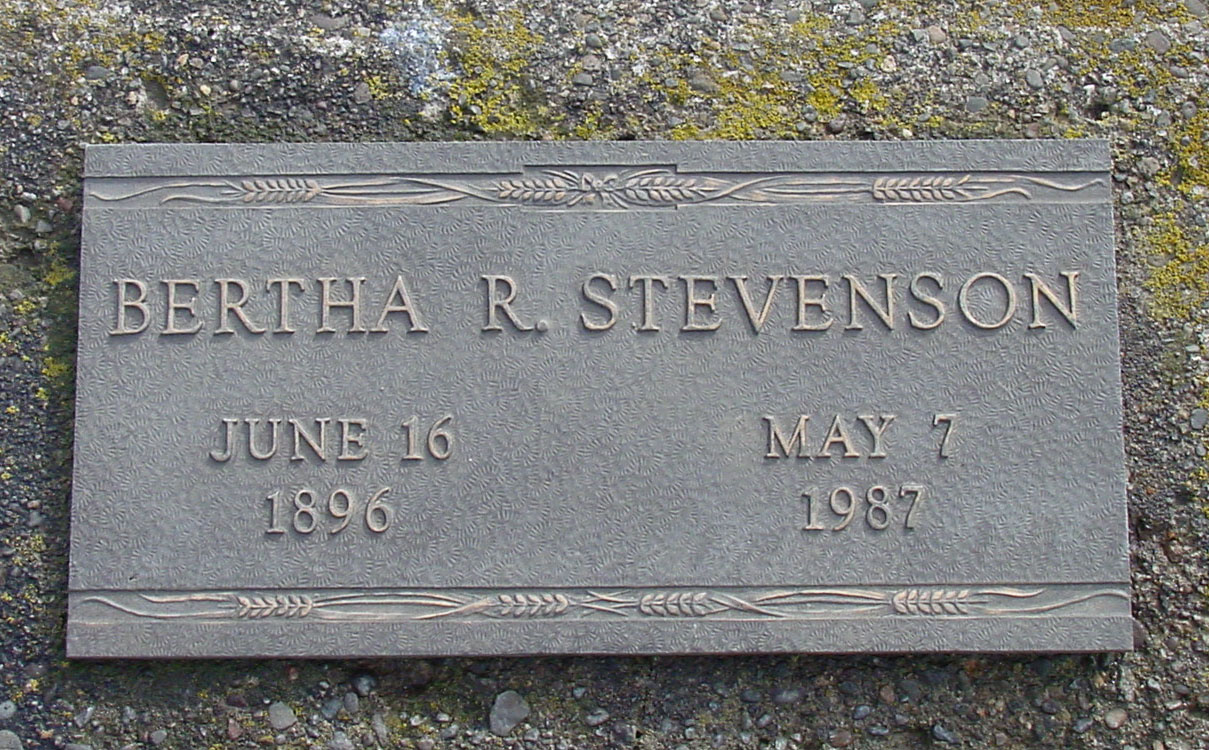 BERTHA R. STEVENSON
JUNE 16 MAY 7
1896 1987